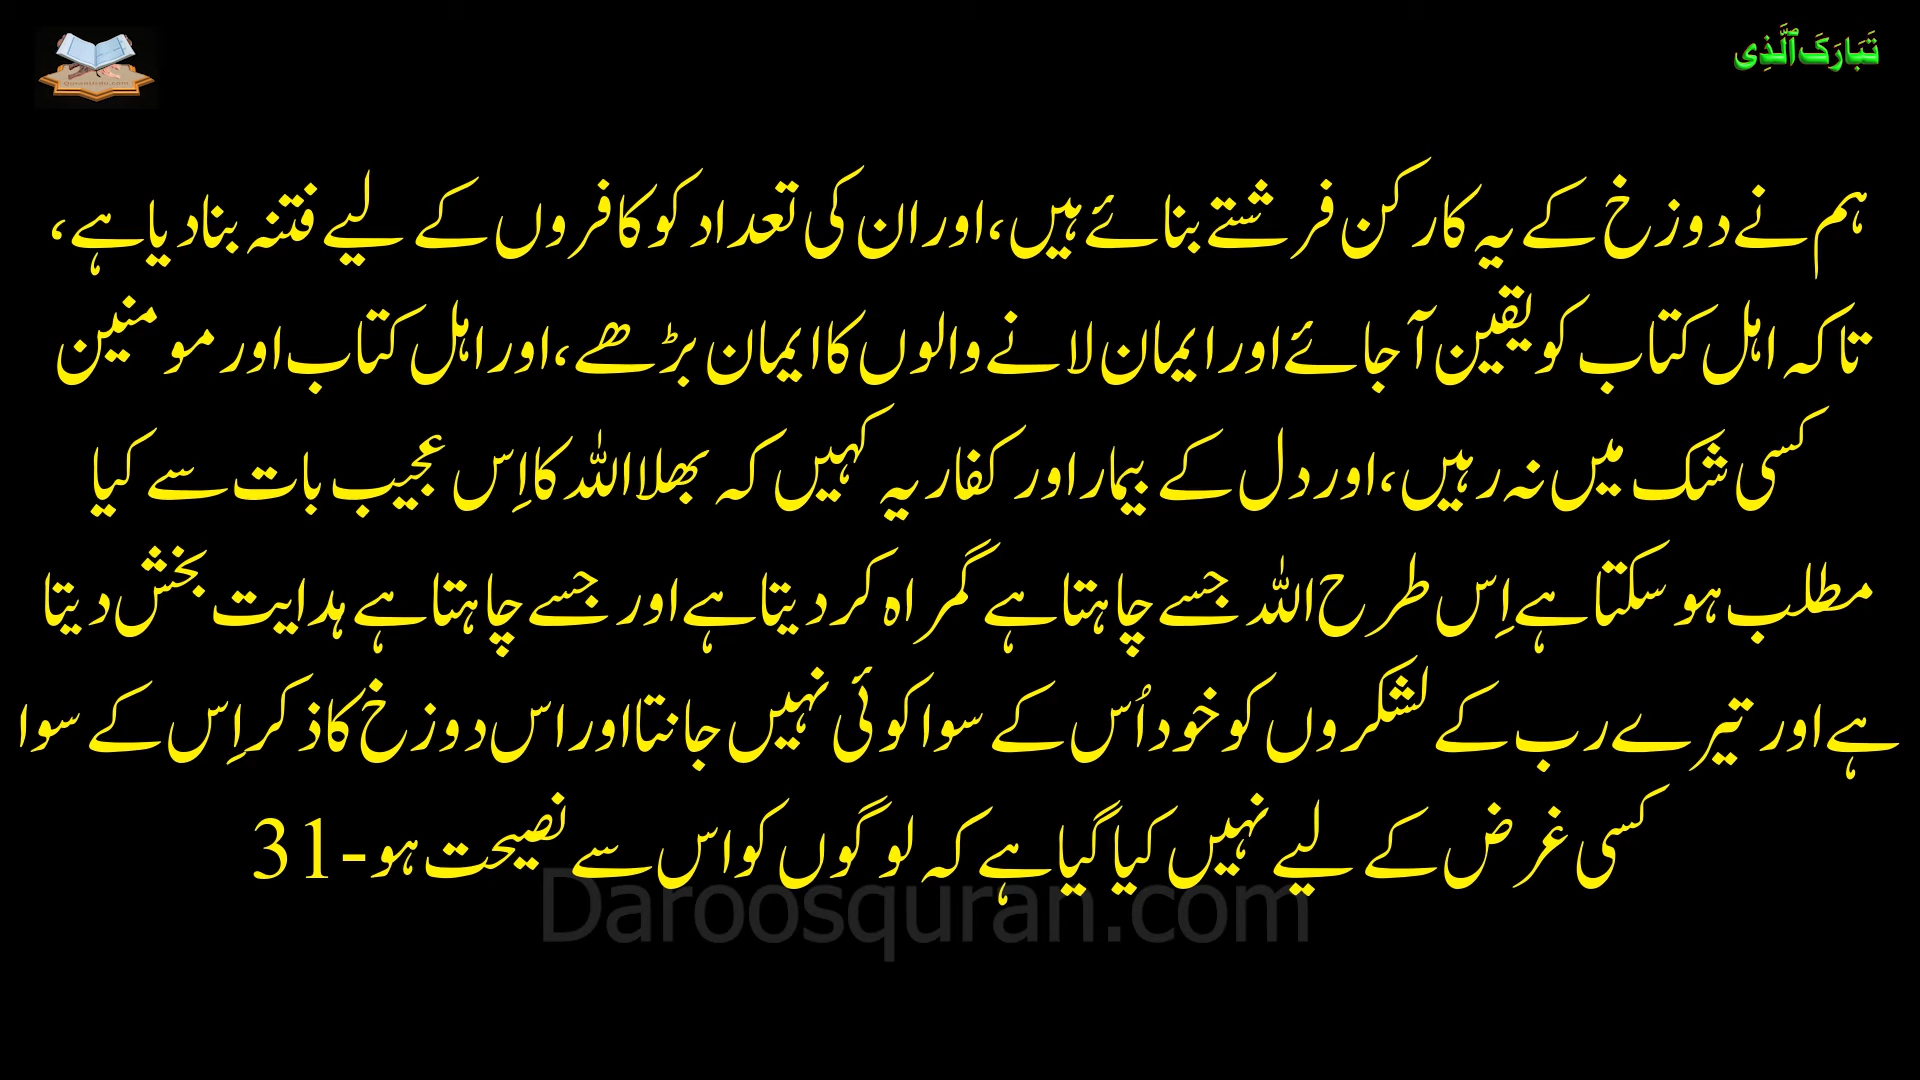 تَبَارَكَ ٱلَّذِى
ہم نے دوزخ کے یہ کارکن فرشتے بنائے ہیں، اور ان کی تعداد کو کافروں کے لیے فتنہ بنا دیا ہے،
تاکہ اہل کتاب کو یقین آ جائے اور ایمان لانے والوں کا ایمان بڑھے، اور اہل کتاب اور مومنین
کسی شک میں نہ رہیں، اور دل کے بیمار اور کفار یہ کہیں کہ بھلا اللہ کا اِس عجیب بات سے کیا
مطلب ہو سکتا ہے اِس طرح اللہ جسے چاہتا ہے گمراہ کر دیتا ہے اور جسے چاہتا ہے ہدایت بخش دیتا
ہے اور تیرے رب کے لشکروں کو خود اُس کے سوا کوئی نہیں جانتا اور اس دوزخ کا ذکر اِس کے سوا
کسی غرض کے لیے نہیں کیا گیا ہے کہ لوگوں کو اس سے نصیحت ہو-31
Daroosquran.com